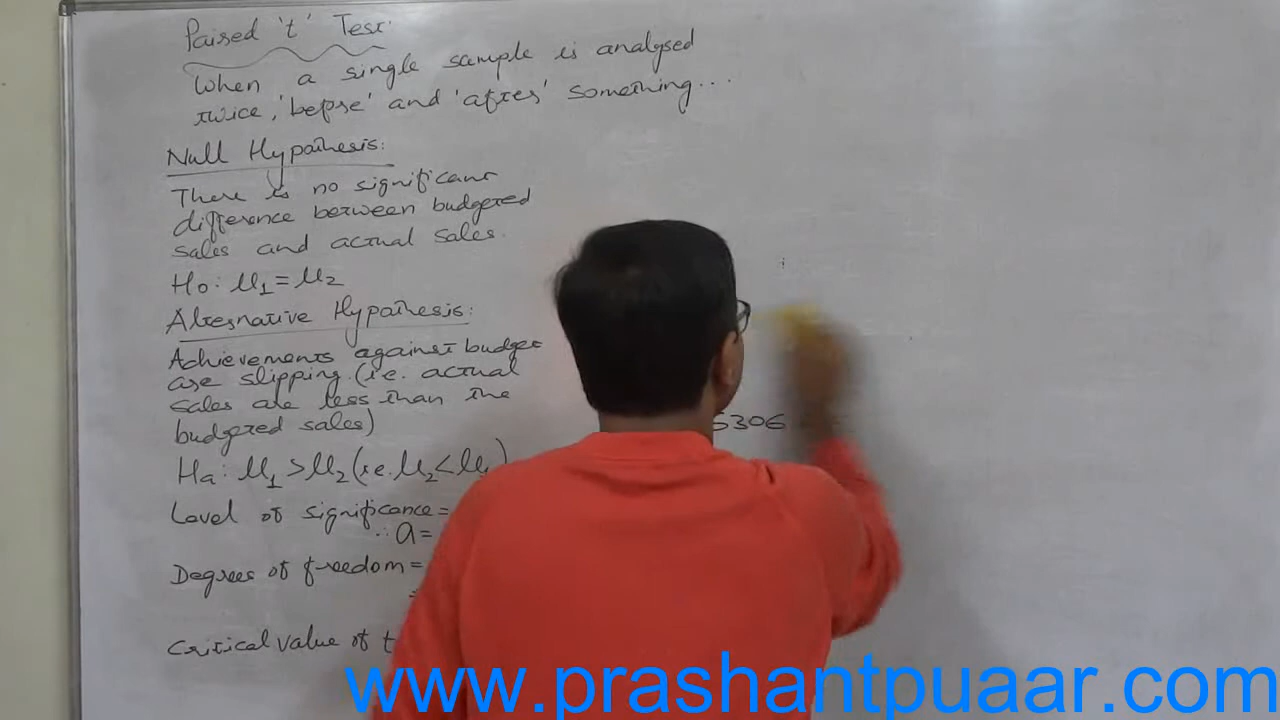 Paired 't' Test
When a single sample is analysed
twice, 'before' and 'after' something...
Null Hypothesis:
There is no significant
difference between budgeted
sales and actual sales.
Ho: μ1 = μ2
Alternative Hypothesis:
Achievements against budget
are slipping (i.e. actual
sales are less than the
budgeted sales)
Ha: μ1 > μ2 (i.e. μ2 < μ1)
Level of significance =
∴ α =
Degrees of freedom =
=
Critical value of t
5306
www.prashantpuaar.com